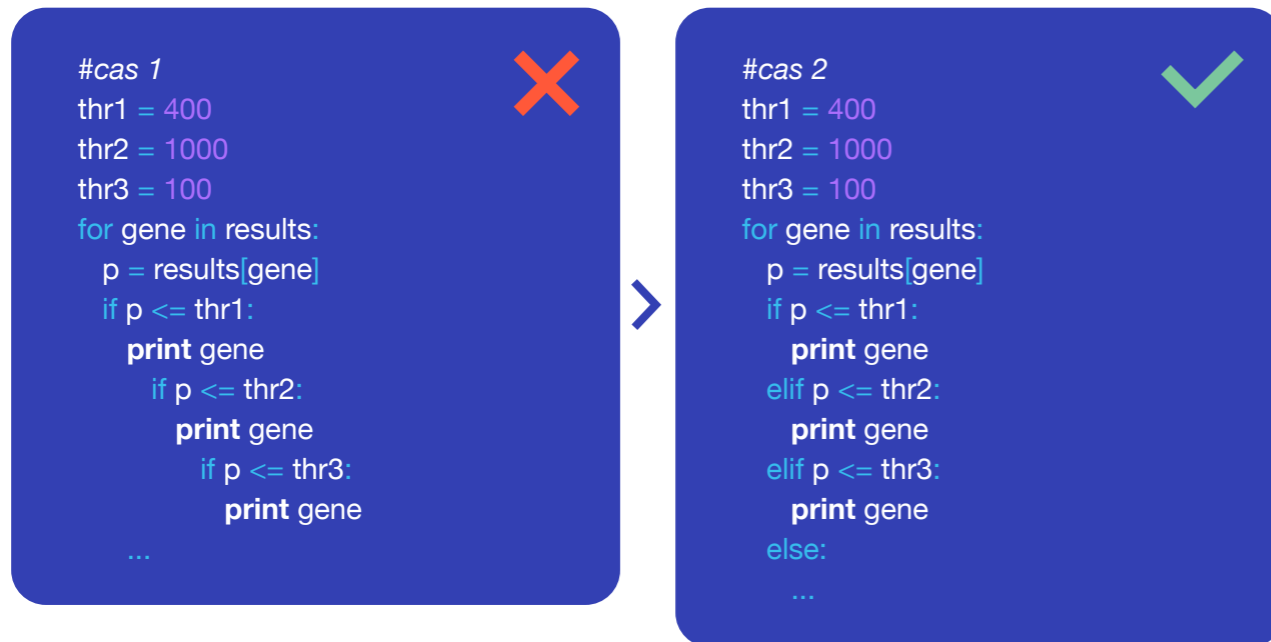 #cas 1
thr1 = 400
thr2 = 1000
thr3 = 100
for gene in results:
p = results[gene]
if p <= thr1:
print gene
if p <= thr2:
print gene
if p <= thr3:
print gene
...
#cas 2
thr1 = 400
thr2 = 1000
thr3 = 100
for gene in results:
p = results[gene]
if p <= thr1:
print gene
elif p <= thr2:
print gene
elif p <= thr3:
print gene
else:
...